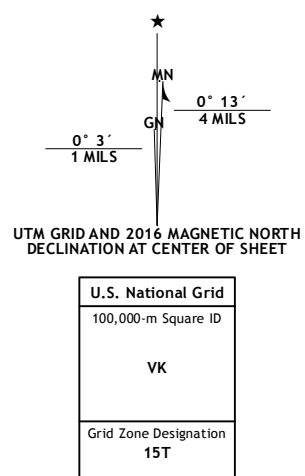 ★
MN
0° 13´
4 MILS
GN
0° 3´
1 MILS
UTM GRID AND 2016 MAGNETIC NORTH
DECLINATION AT CENTER OF SHEET
U.S. National Grid
100,000-m Square ID
VK
Grid Zone Designation
15T